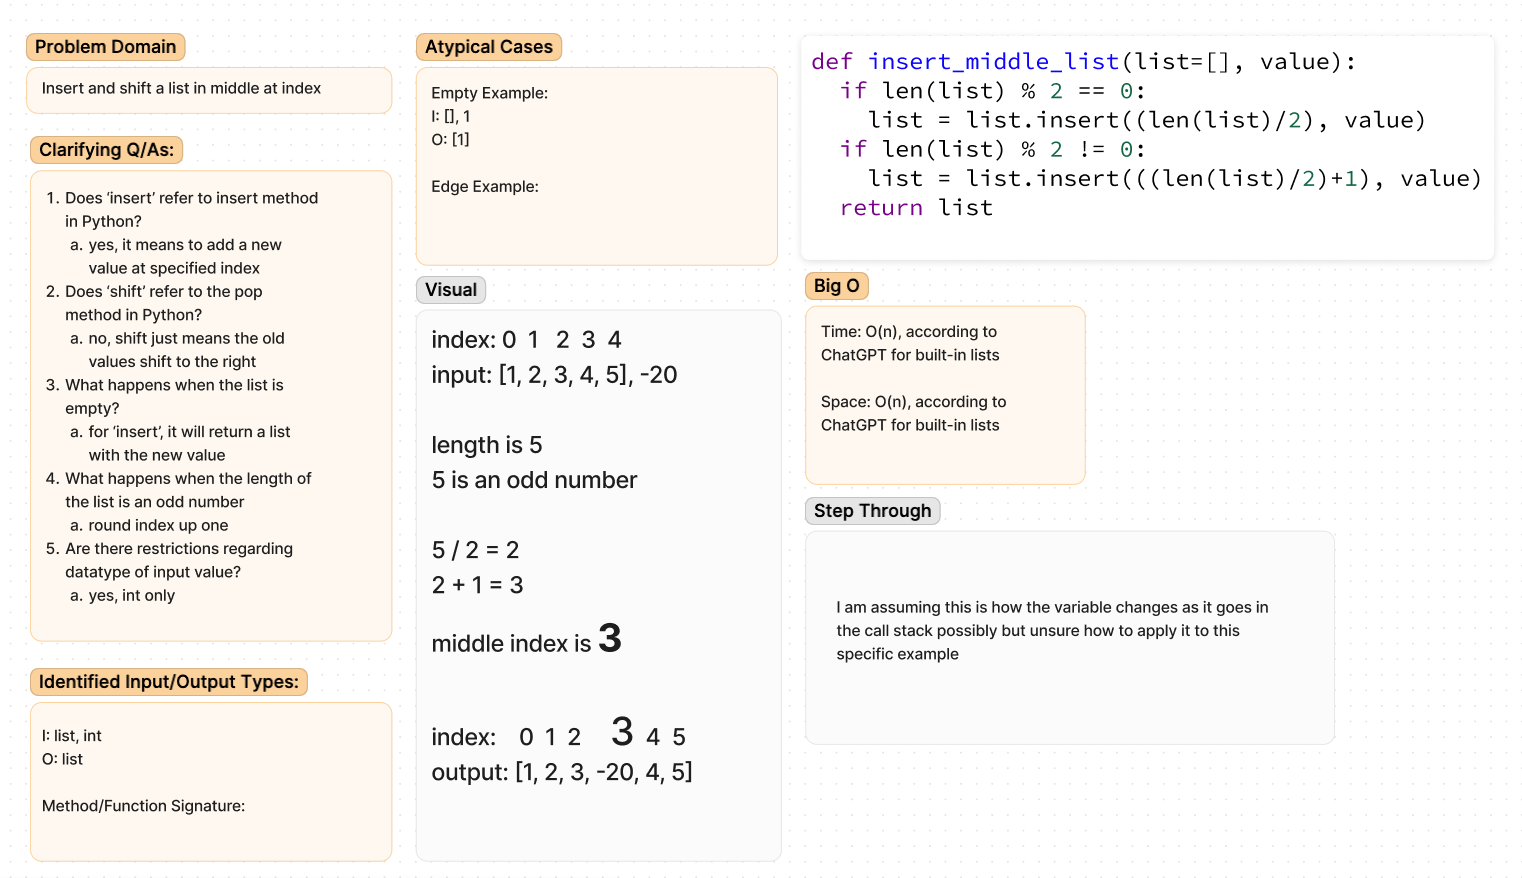 Problem Domain
Insert and shift a list in middle at index
Clarifying Q/As:
1. Does ‘insert’ refer to insert method
in Python?
a. yes, it means to add a new
value at specified index
2. Does ‘shift’ refer to the pop
method in Python?
a. no, shift just means the old
values shift to the right
3. What happens when the list is
empty?
a. for ‘insert’, it will return a list
with the new value
4. What happens when the length of
the list is an odd number
a. round index up one
5. Are there restrictions regarding
datatype of input value?
a. yes, int only
Identified Input/Output Types:
I: list, int
O: list
Method/Function Signature:
Atypical Cases
Empty Example:
I: [], 1
O: [1]
Edge Example:
Visual
index: 0 1 2 3 4
input: [1, 2, 3, 4, 5], -20
length is 5
5 is an odd number
5 / 2 = 2
2 + 1 = 3
middle index is 3
index: 0 1 2 3 4 5
output: [1, 2, 3, -20, 4, 5]
def insert_middle_list(list=[], value):
if len(list) % 2 == 0:
list = list.insert((len(list)/2), value)
if len(list) % 2 != 0:
list = list.insert(((len(list)/2)+1), value)
return list
Big O
Time: O(n), according to
ChatGPT for built-in lists
Space: O(n), according to
ChatGPT for built-in lists
Step Through
I am assuming this is how the variable changes as it goes in
the call stack possibly but unsure how to apply it to this
specific example